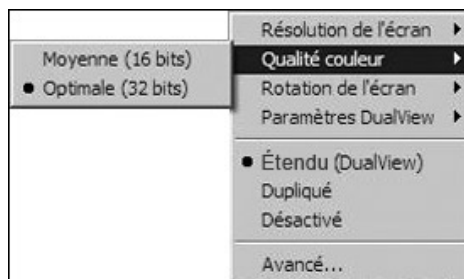 Résolution de l'écran
Moyenne (16 bits)
Qualité couleur
Optimale (32 bits)
Rotation de l'écran
Paramètres DualView
Étendu (DualView)
Dupliqué
Désactivé
Avancé...